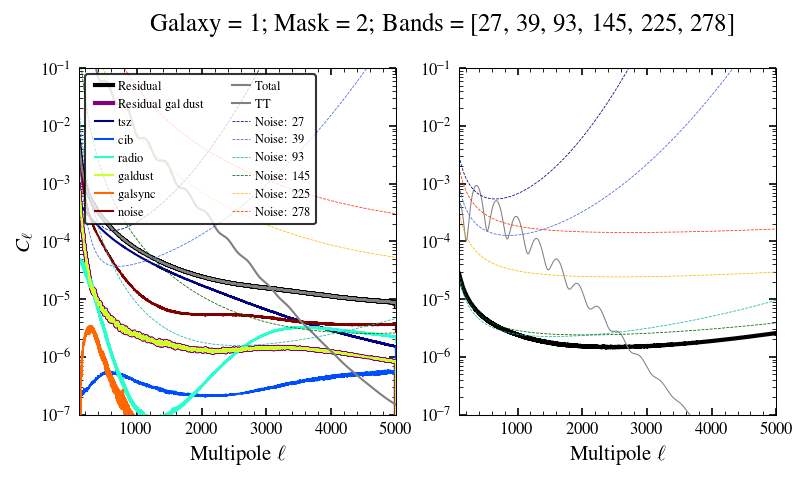 Galaxy = 1; Mask = 2; Bands = [27, 39, 93, 145, 225, 278]
10⁻¹
10⁻²
10⁻³
10⁻⁴
10⁻⁵
10⁻⁶
10⁻⁷
C_ℓ
Residual
Residual gal dust
tsz
cib
radio
galdust
galsync
noise
Total
TT
Noise: 27
Noise: 39
Noise: 93
Noise: 145
Noise: 225
Noise: 278
1000 2000 3000 4000 5000
Multipole ℓ
10⁻¹
10⁻²
10⁻³
10⁻⁴
10⁻⁵
10⁻⁶
10⁻⁷
1000 2000 3000 4000 5000
Multipole ℓ